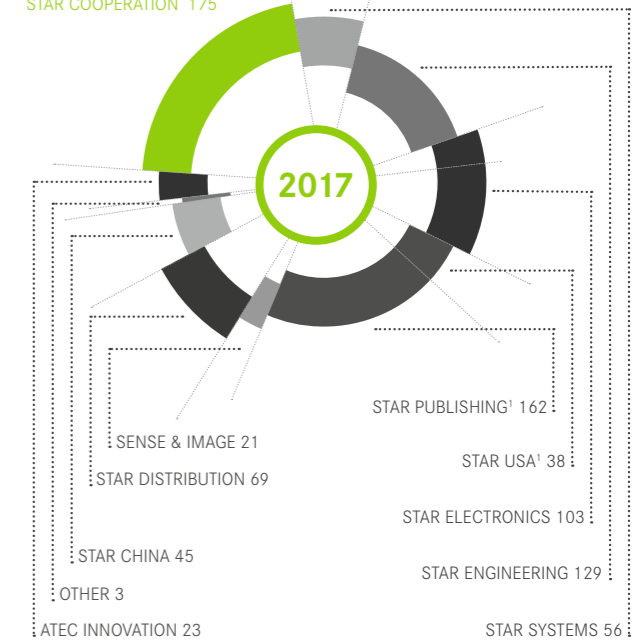 STAR COOPERATION 175
2017
STAR PUBLISHING¹ 162
SENSE & IMAGE 21
STAR USA¹ 38
STAR DISTRIBUTION 69
STAR ELECTRONICS 103
STAR CHINA 45
STAR ENGINEERING 129
OTHER 3
ATEC INNOVATION 23
STAR SYSTEMS 56